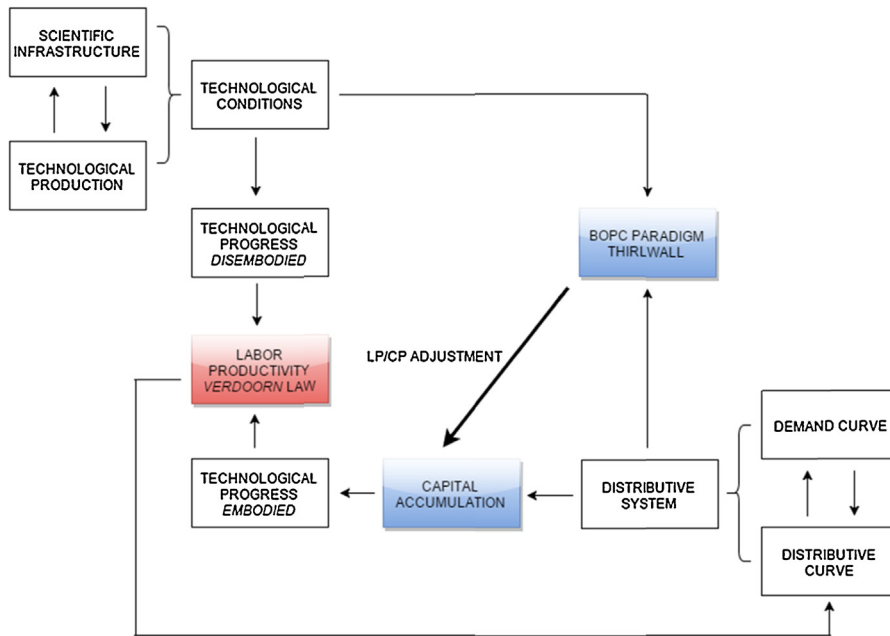 SCIENTIFIC
INFRASTRUCTURE
TECHNOLOGICAL
CONDITIONS
TECHNOLOGICAL
PRODUCTION
TECHNOLOGICAL
PROGRESS
DISEMBODIED
BOPC PARADIGM
THIRLWALL
LABOR
PRODUCTIVITY
VERDOORN LAW
LP/CP ADJUSTMENT
DEMAND CURVE
TECHNOLOGICAL
PROGRESS
EMBODIED
CAPITAL
ACCUMULATION
DISTRIBUTIVE
SYSTEM
DISTRIBUTIVE
CURVE